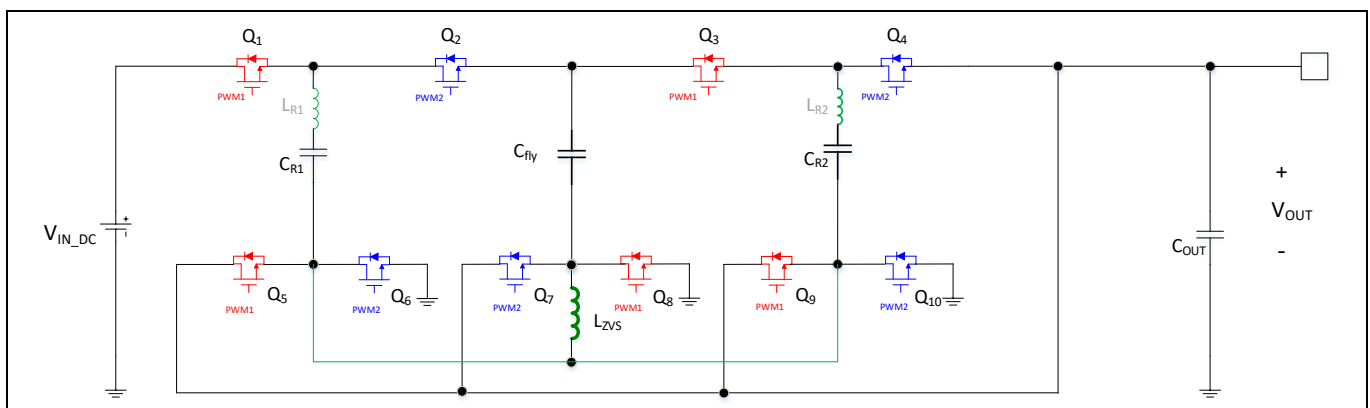 Q1 Q2 Q3 Q4
PWM1 PWM2 PWM1 PWM2
LR1 LR2
CR1 Cfly CR2
VIN_DC
+
-
COUT
+
VOUT
-
Q5 Q6 Q7 Q8 Q9 Q10
PWM1 PWM2 PWM2 PWM1 PWM1 PWM2
LZVS